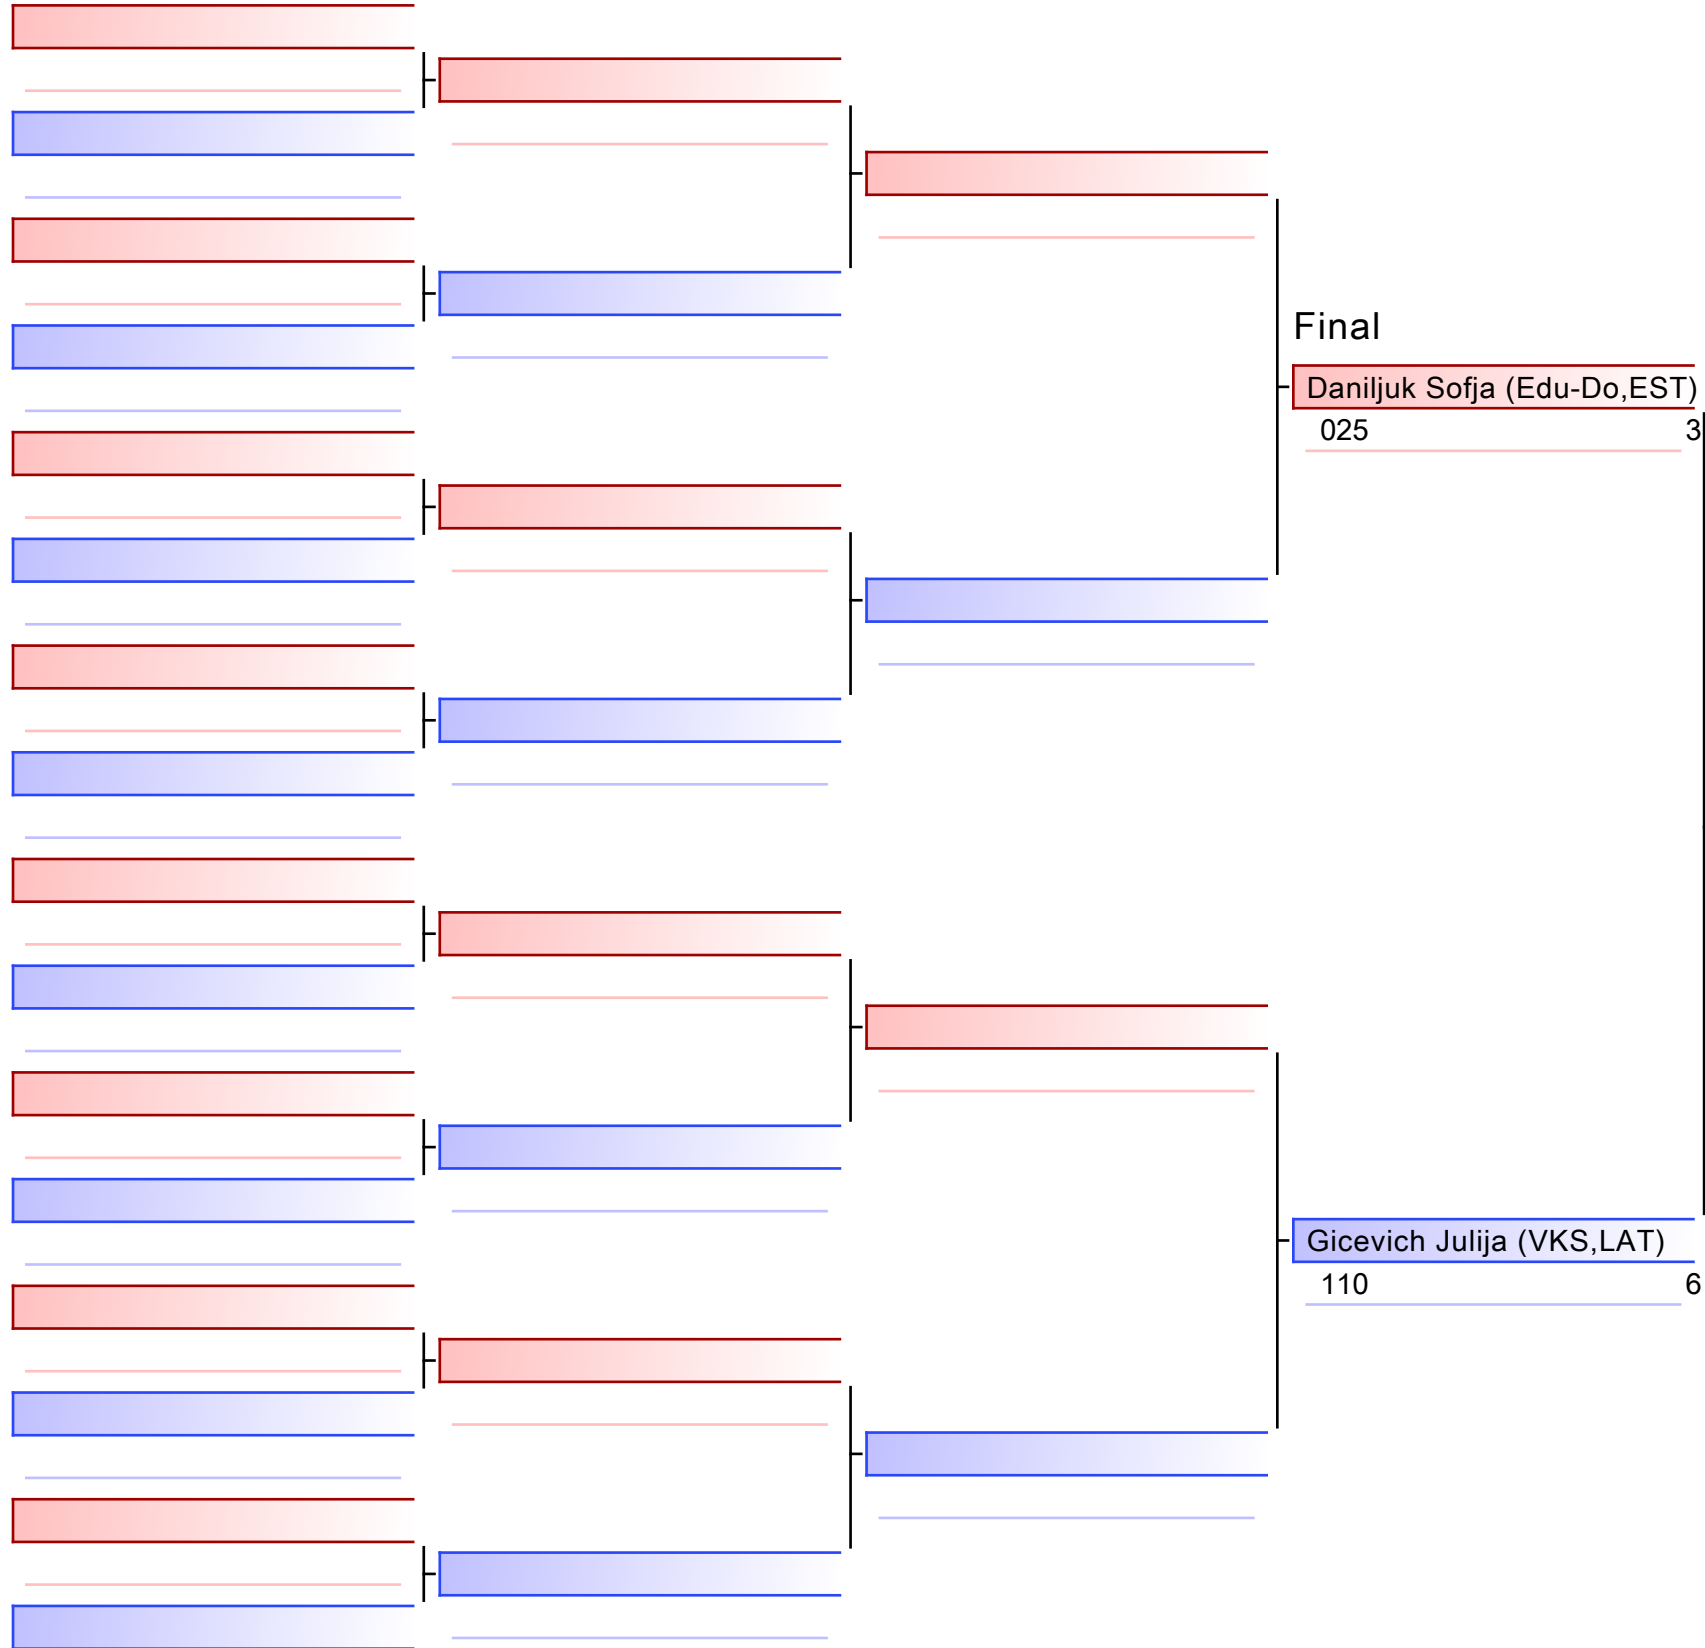 Final
Daniljuk Sofja (Edu-Do,EST)
025 3
Gicevich Julija (VKS,LAT)
110 6